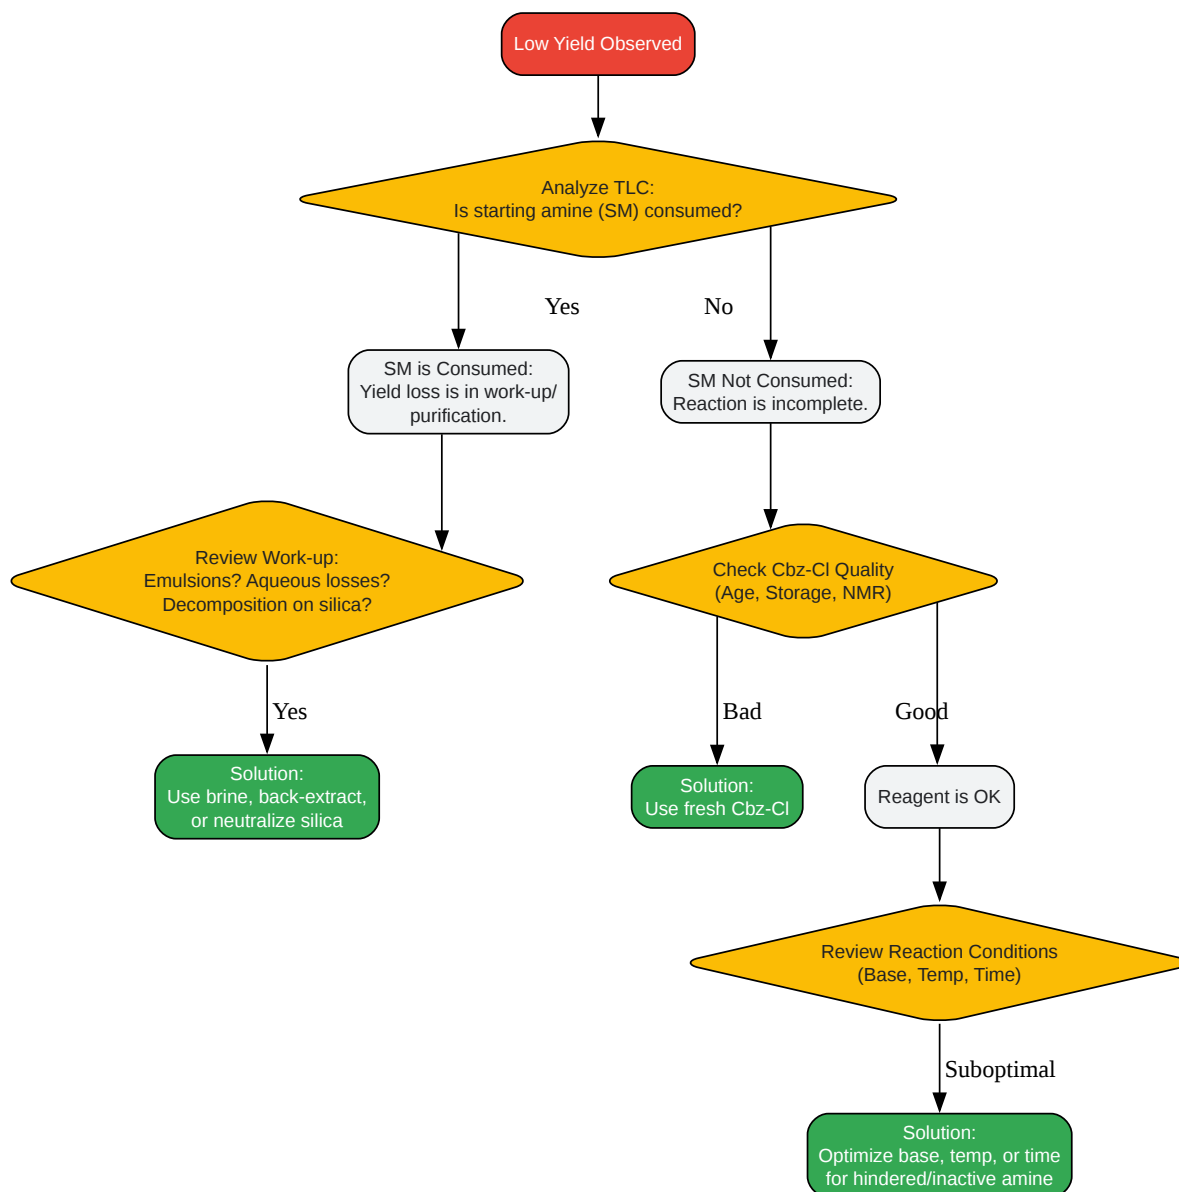 Low Yield Observed
Analyze TLC:
Is starting amine (SM) consumed?
Yes
No
SM is Consumed:
Yield loss is in work-up/
purification.
SM Not Consumed:
Reaction is incomplete.
Review Work-up:
Emulsions? Aqueous losses?
Decomposition on silica?
Check Cbz-Cl Quality
(Age, Storage, NMR)
Yes
Bad
Good
Solution:
Use brine, back-extract,
or neutralize silica
Solution:
Use fresh Cbz-Cl
Reagent is OK
Review Reaction Conditions
(Base, Temp, Time)
Suboptimal
Solution:
Optimize base, temp, or time
for hindered/inactive amine